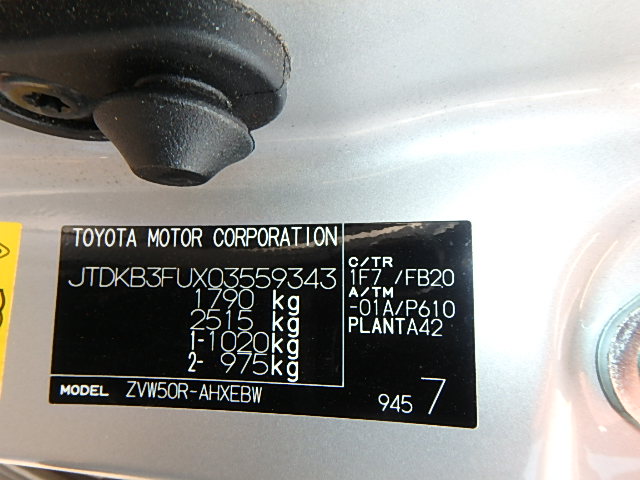 TOYOTA MOTOR CORPORATION
JTDKB3FUX03559343
1790 kg
2515 kg
1-1020kg
2- 975kg
C/TR
1F7 /FB20
A/TM
-01A/P610
PLANTA42
MODEL ZVW50R-AHXEBW
945 7